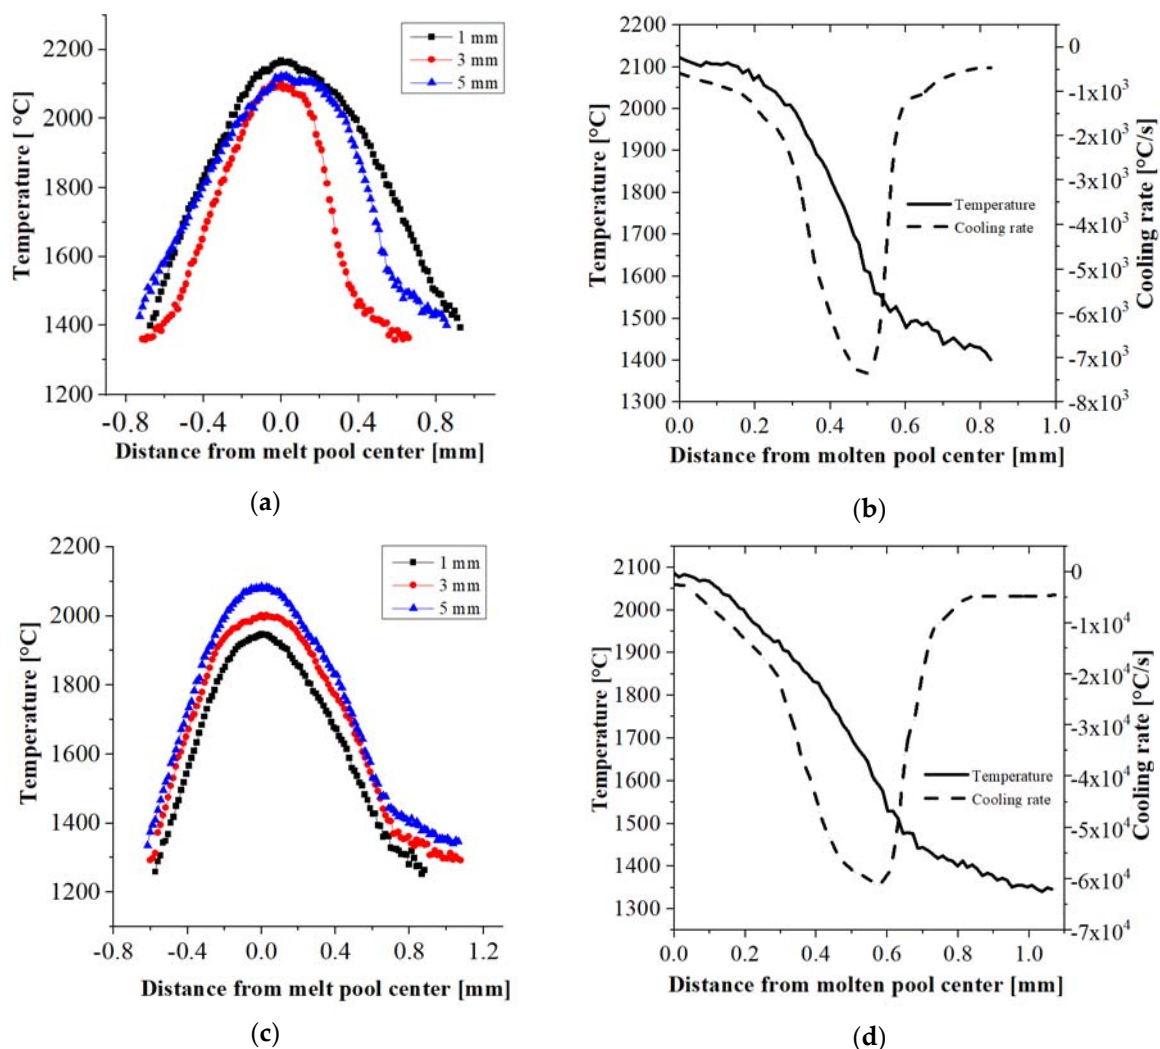 2200
2000
1800
1600
1400
1200
Temperature [ °C]
-0.8 -0.4 0.0 0.4 0.8
Distance from melt pool center [mm]
1 mm
3 mm
5 mm
(a)
2200
2100
2000
1900
2100
2000
1700
1600
1500
1400
1300
Temperature [°C]
0
-1x10³
-2x10³
-3x10³
-4x10³
-5x10³
-6x10³
-7x10³
-8x10³
Cooling rate [°C/s]
Temperature
Cooling rate
0.0 0.2 0.4 0.6 0.8 1.0
Distance from molten pool center [mm]
(b)
2200
2000
1800
1600
1400
1200
Temperature [°C]
-0.8 -0.4 0.0 0.4 0.8 1.2
Distance from melt pool center [mm]
1 mm
3 mm
5 mm
(c)
2100
2000
1900
1800
1700
1600
1500
1400
1300
Temperature [°C]
0
-1x10⁴
-2x10⁴
-3x10⁴
-4x10⁴
-5x10⁴
-6x10⁴
-7x10⁴
Cooling rate [°C/s]
Temperature
Cooling rate
0.0 0.2 0.4 0.6 0.8 1.0
Distance from molten pool center [mm]
(d)